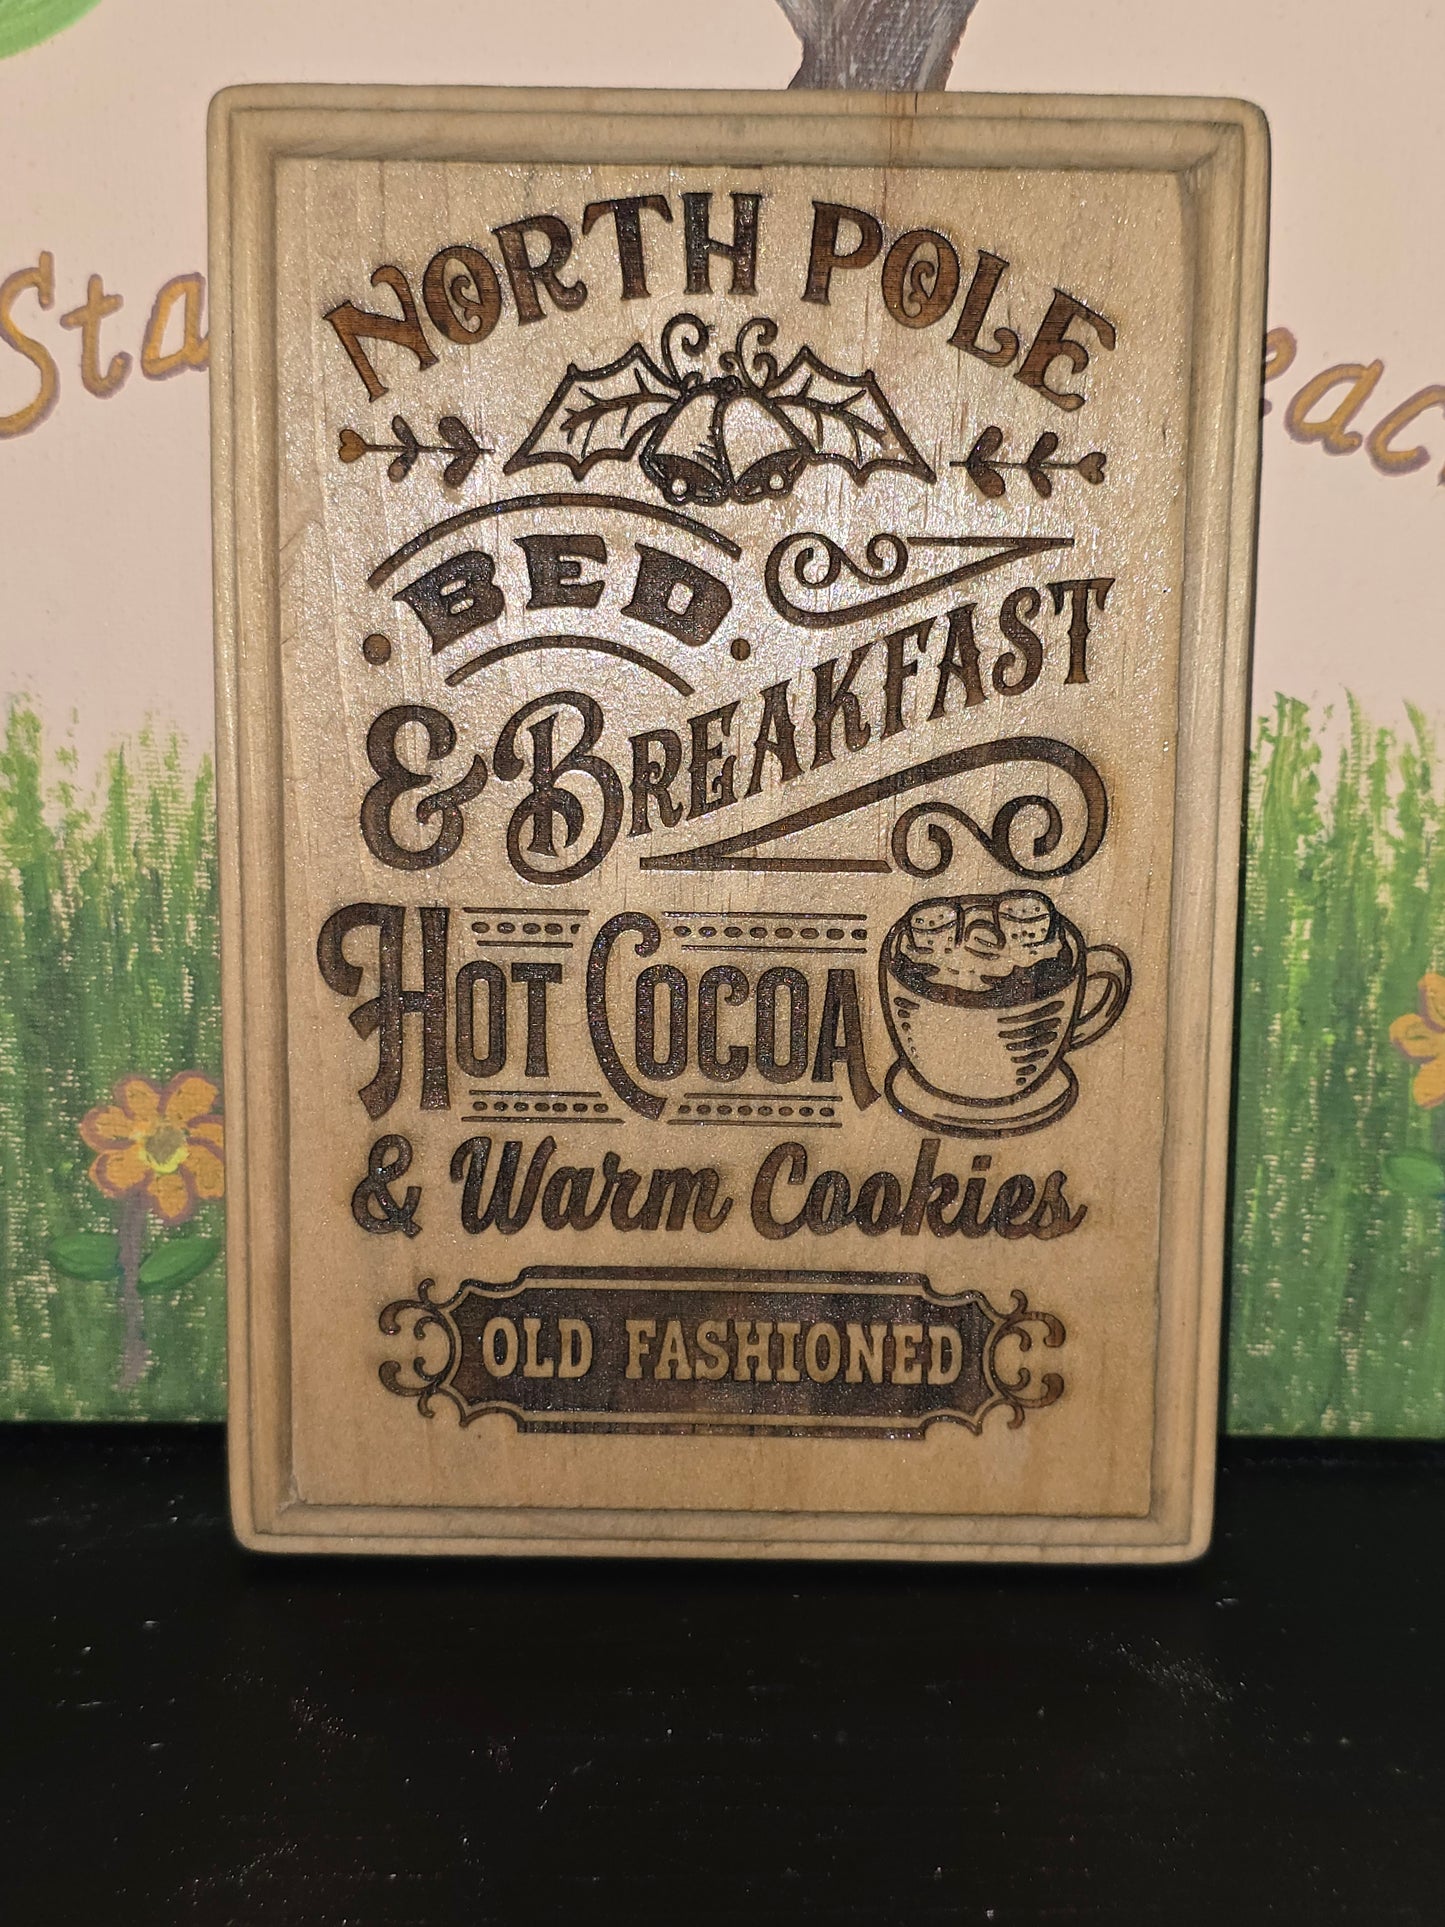 NORTH POLE
BED
& BREAKFAST
HOT COCOA
& Warm Cookies
OLD FASHIONED